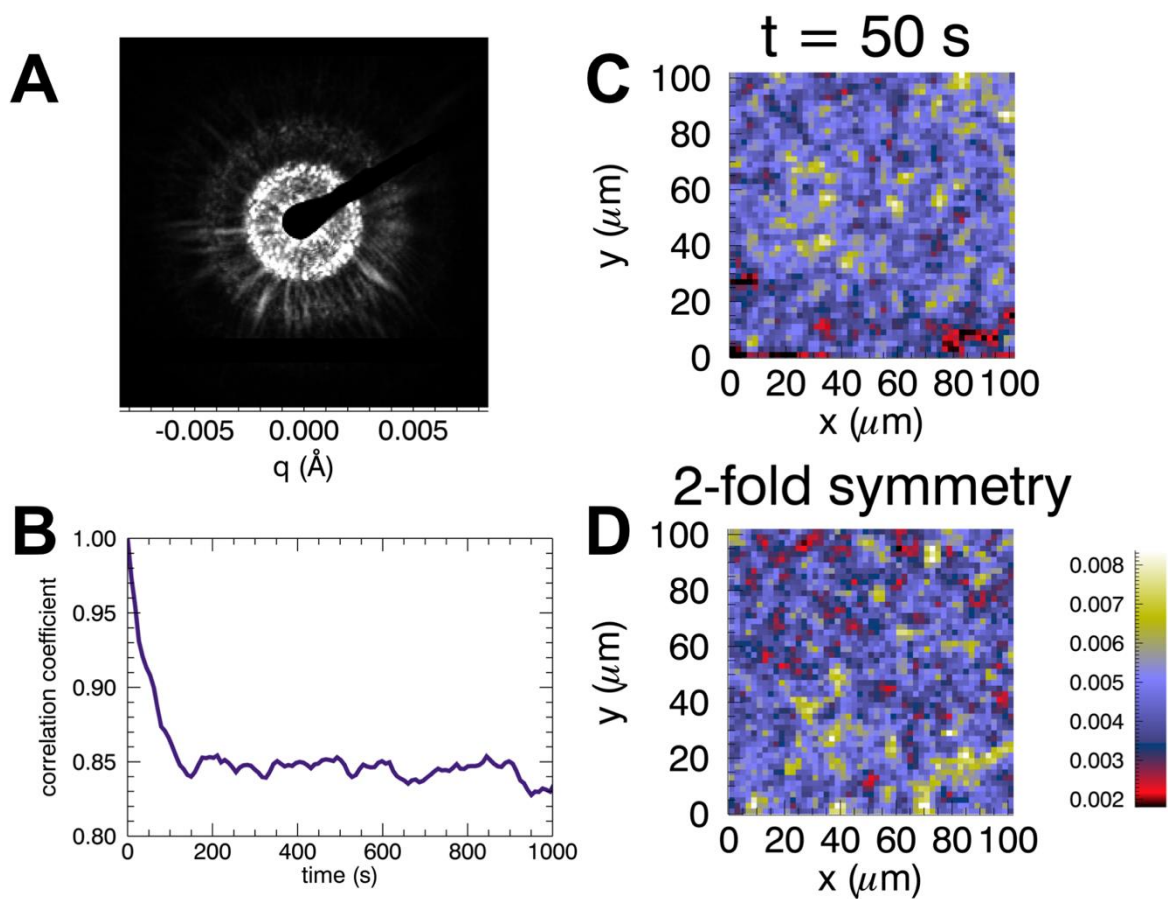 A
-0.005 0.000 0.005
q (Å)
B
1.00
0.95
0.90
0.85
0.80
correlation coefficient
0 200 400 600 800 1000
time (s)
t = 50 s
C
100
80
60
40
20
0
y (μm)
0 20 40 60 80 100
x (μm)
2-fold symmetry
D
100
80
60
40
20
0
y (μm)
0 20 40 60 80 100
x (μm)
0.008
0.007
0.006
0.005
0.004
0.003
0.002